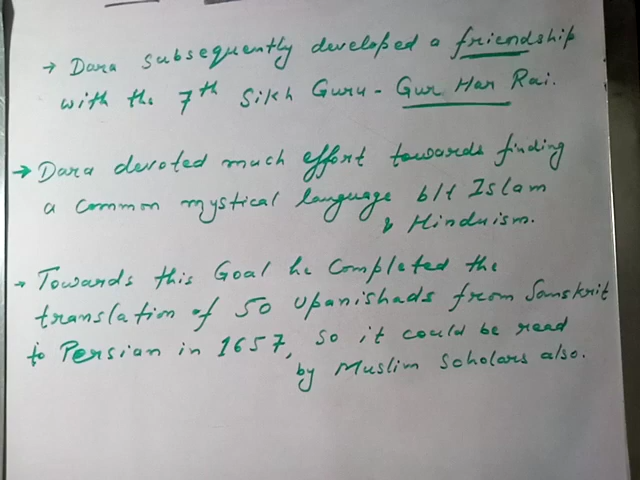 → Dara subsequently developed a friendship
with the 7th Sikh Guru - Gur Har Rai.
→ Dara devoted much effort towards finding
a common mystical language b/t Islam
& Hinduism.
→ Towards this Goal he Completed the
translation of 50 Upanishads from Sanskrit
to Persian in 1657, so it could be read
by Muslim Scholars also.